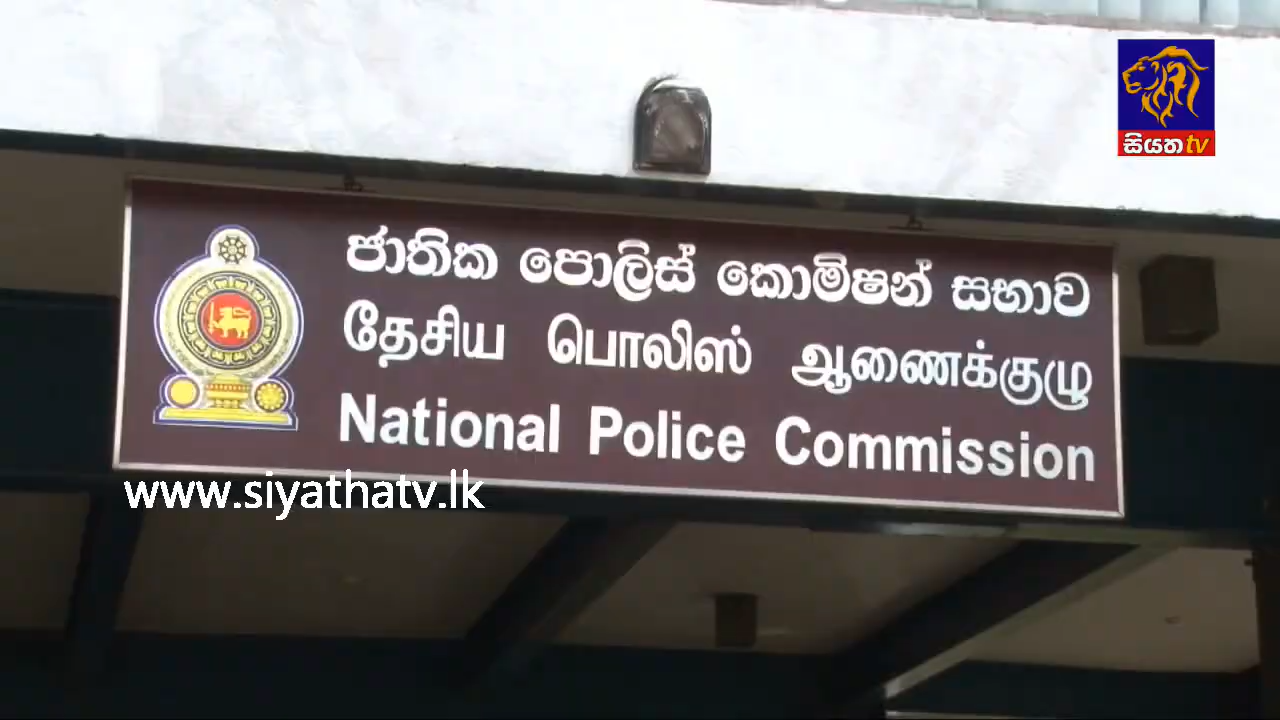 සියත tv
ජාතික පොලිස් කොමිෂන් සභාව
தேசிய பொலிஸ் ஆணைக்குழு
National Police Commission
www.siyathatv.lk